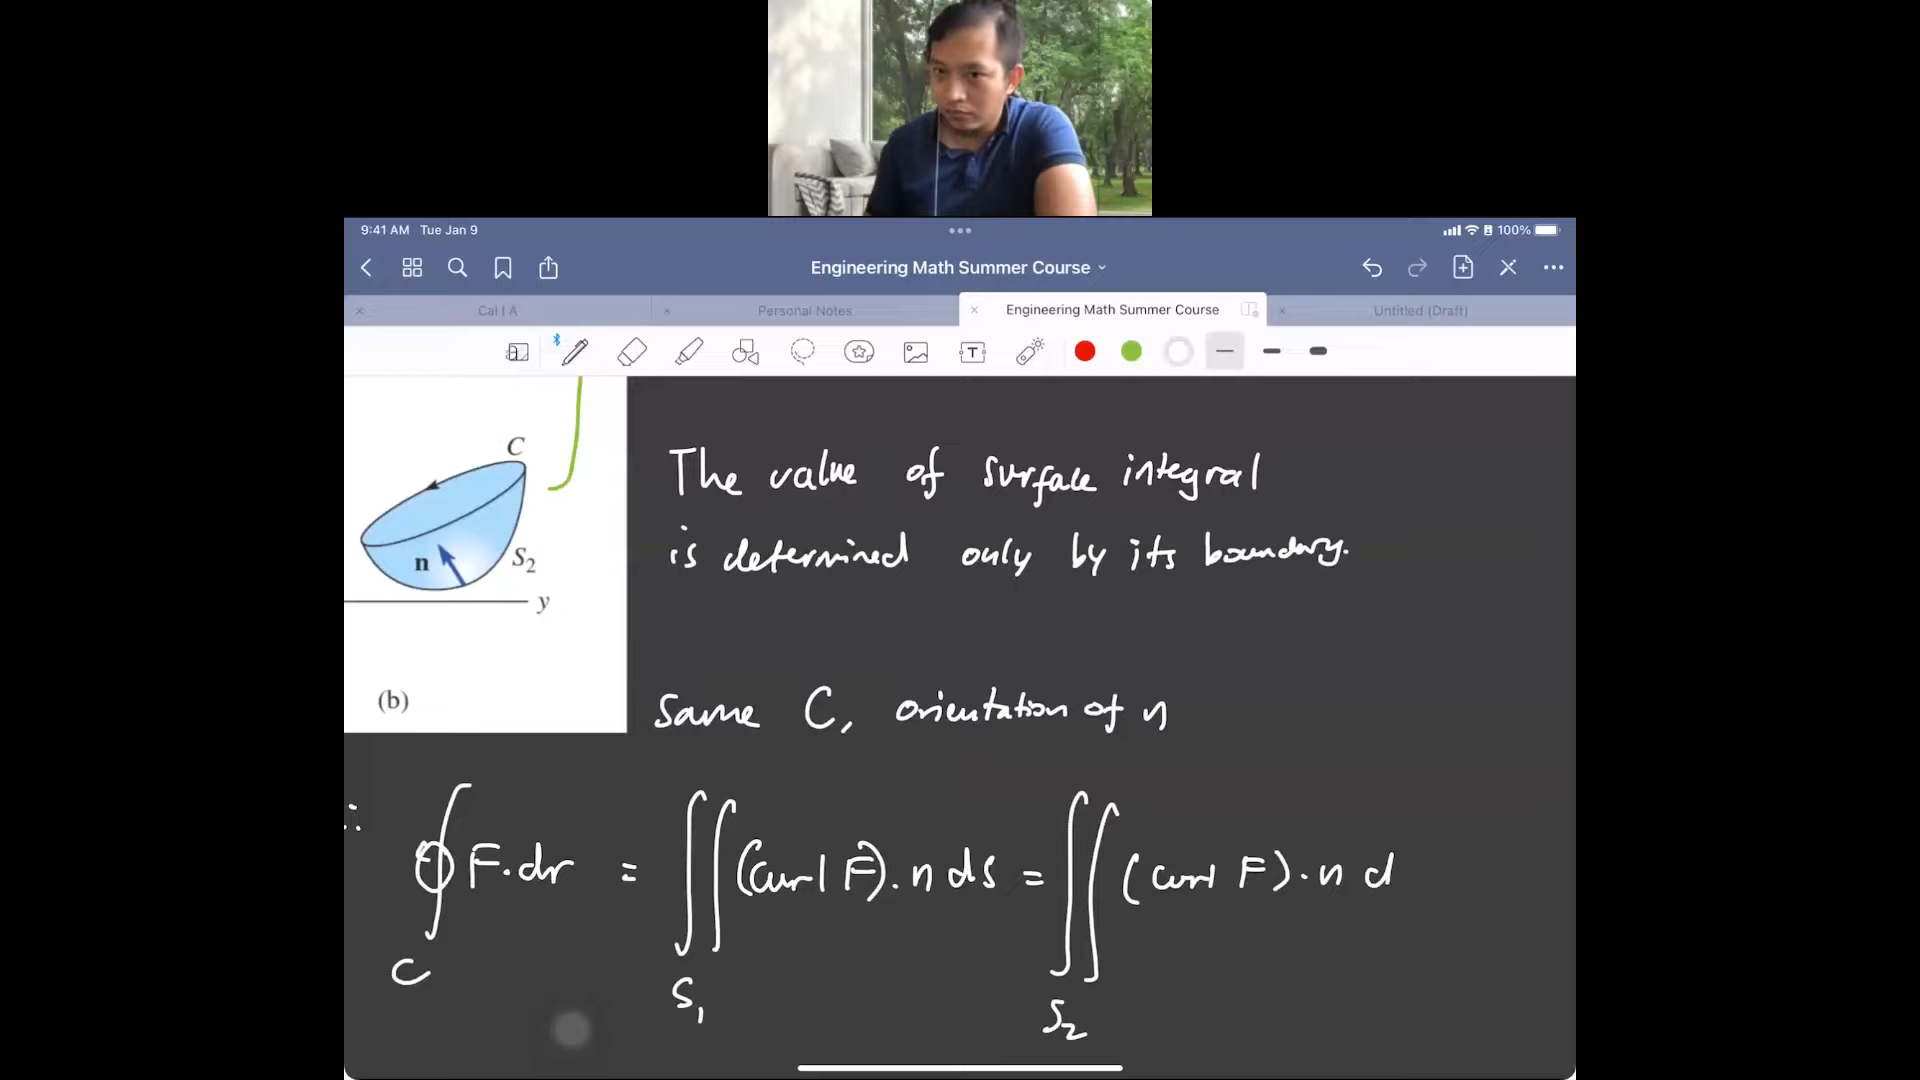 9:41 AM Tue Jan 9
100%
Engineering Math Summer Course
Cal I A
Personal Notes
Engineering Math Summer Course
Untitled (Draft)
a
T
C
n
S₂
y
(b)
The value of surface integral
is determined only by its boundary.
Same C, orientation of n
∴ ∮ F·dr = ∬ (curl F)·n ds = ∬ (curl F)·n d
C S₁ S₂